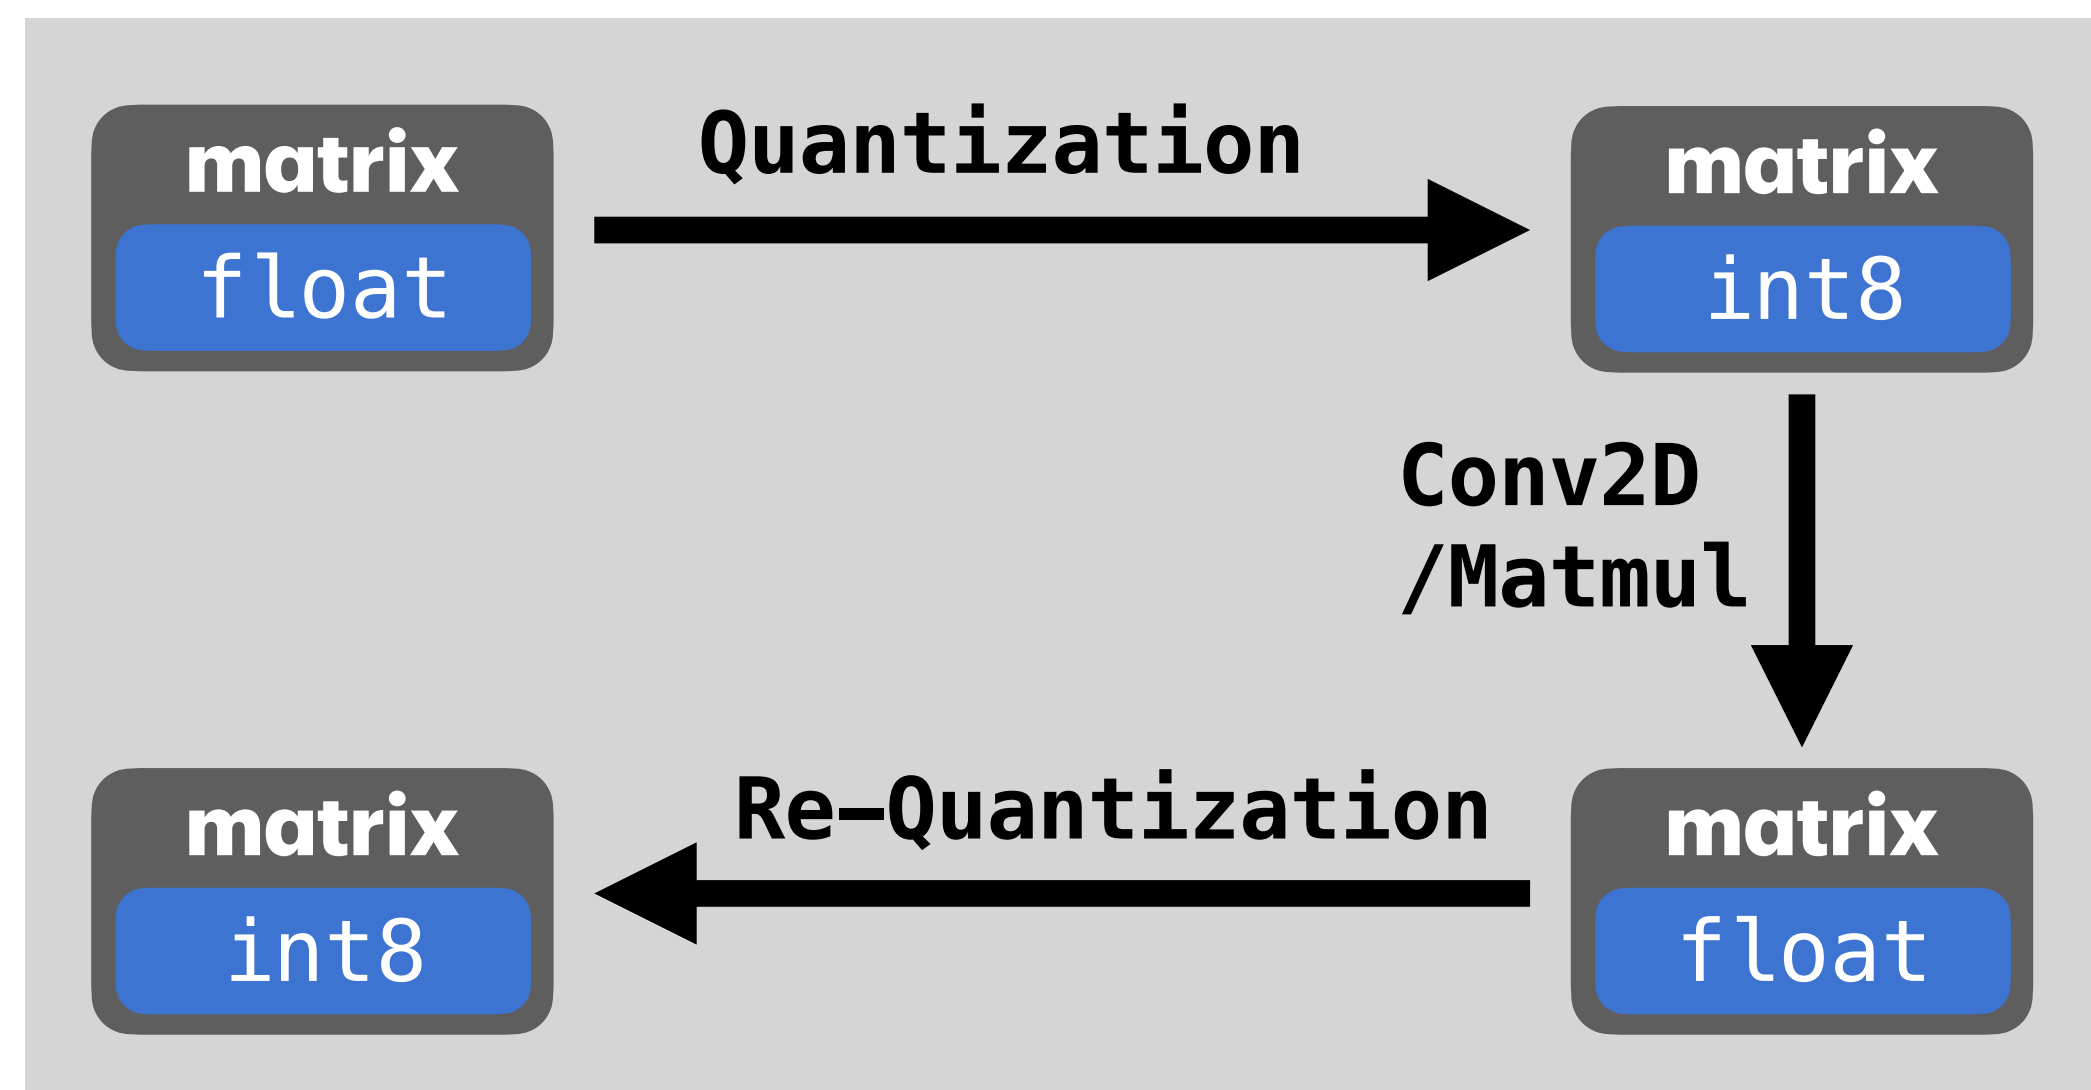 matrix
float
Quantization
matrix
int8
Conv2D
/Matmul
matrix
float
Re-Quantization
matrix
int8